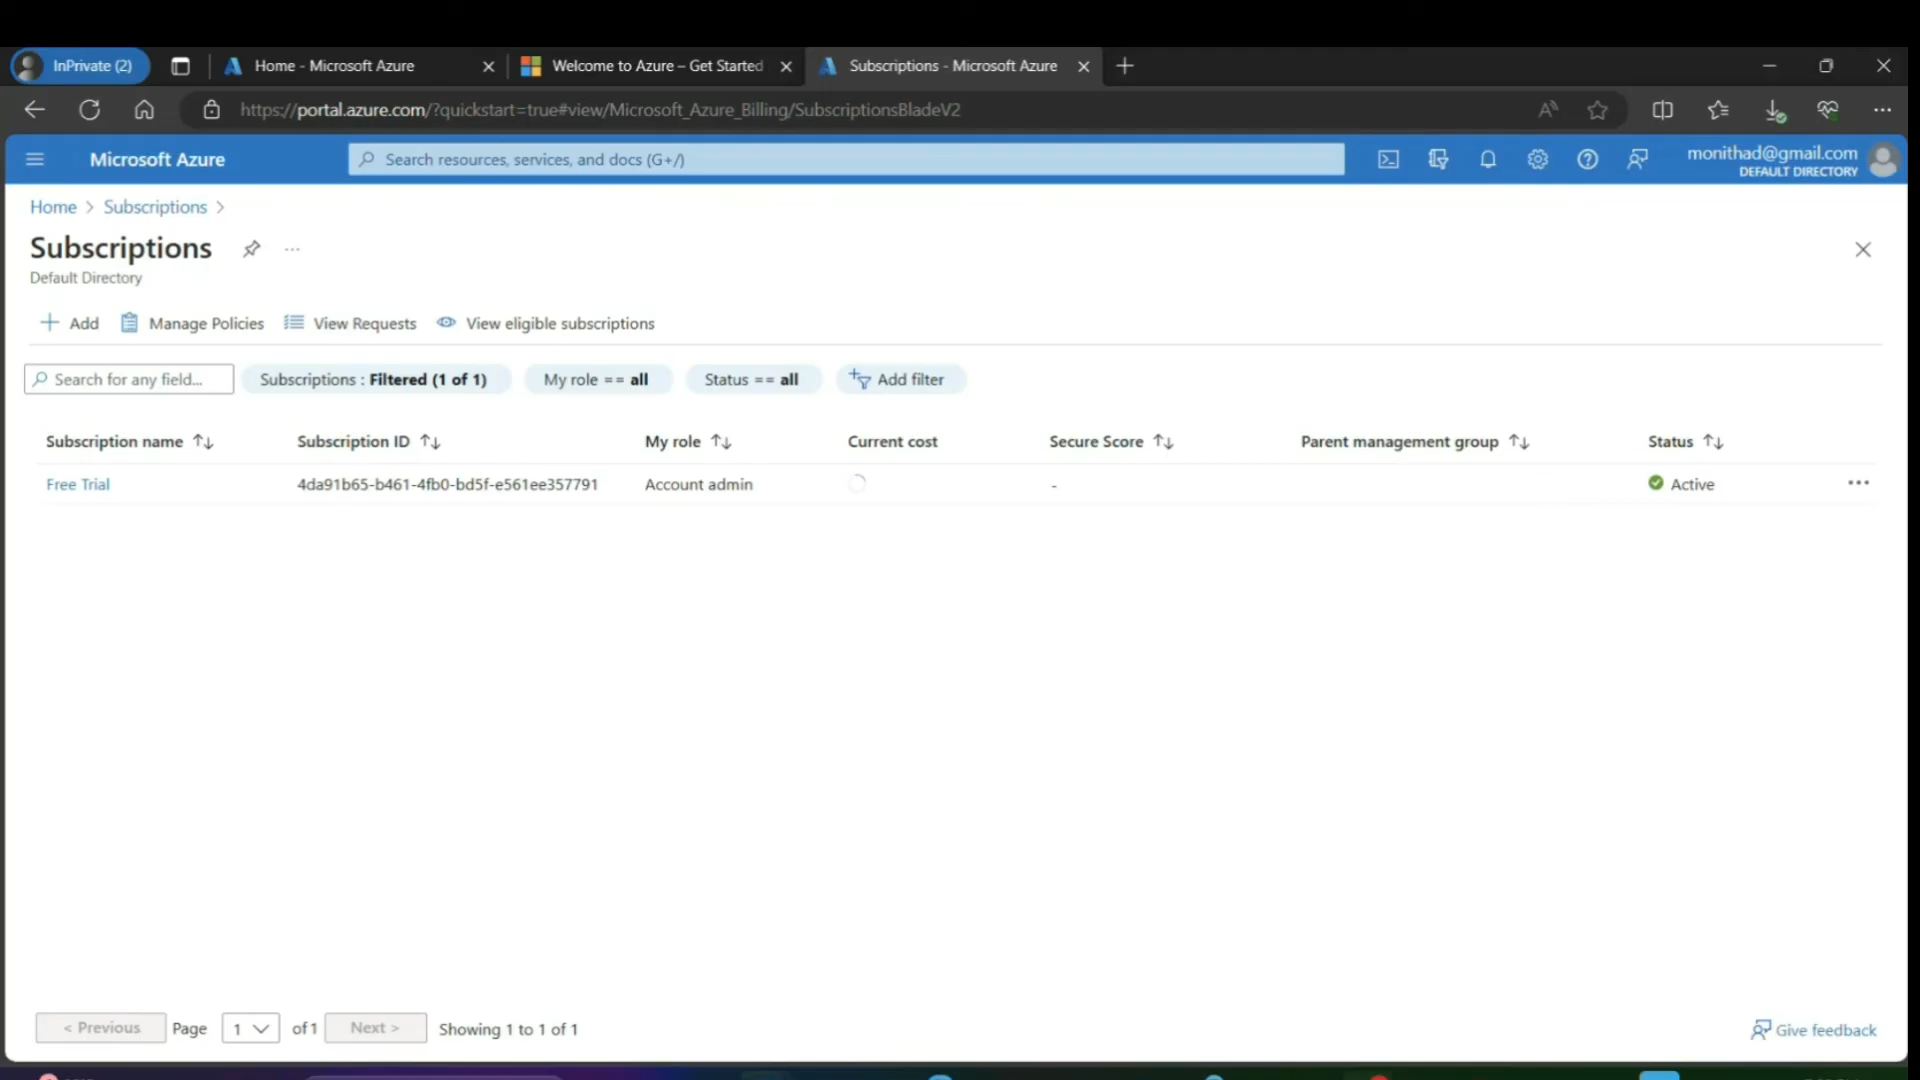 InPrivate (2)
Home - Microsoft Azure
Welcome to Azure – Get Started
Subscriptions - Microsoft Azure
https://portal.azure.com/?quickstart=true#view/Microsoft_Azure_Billing/SubscriptionsBladeV2
Microsoft Azure
Search resources, services, and docs (G+/)
monithad@gmail.com
DEFAULT DIRECTORY
Home > Subscriptions >
Subscriptions
Default Directory
Add
Manage Policies
View Requests
View eligible subscriptions
Search for any field...
Subscriptions : Filtered (1 of 1)
My role == all
Status == all
Add filter
Subscription name
Subscription ID
My role
Current cost
Secure Score
Parent management group
Status
Free Trial
4da91b65-b461-4fb0-bd5f-e561ee357791
Account admin
-
Active
< Previous
Page
1
of 1
Next >
Showing 1 to 1 of 1
Give feedback